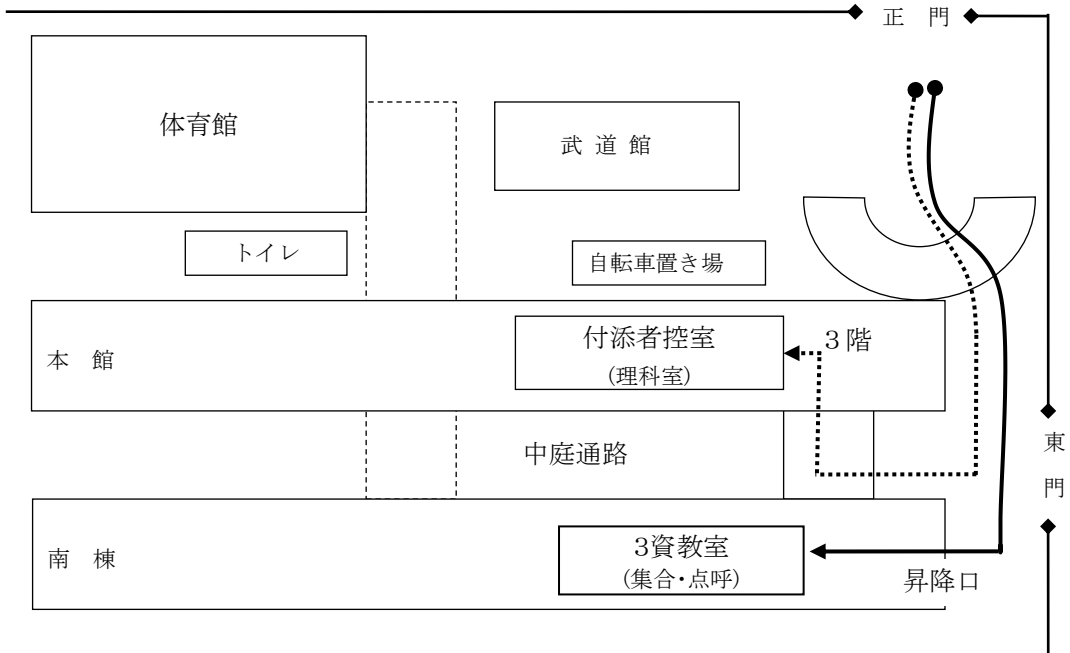 正　門
体育館
武 道 館
トイレ
自転車置き場
付添者控室
(理科室)
３階
本　館
中庭通路
東
門
3資教室
(集合・点呼)
南　棟
昇降口